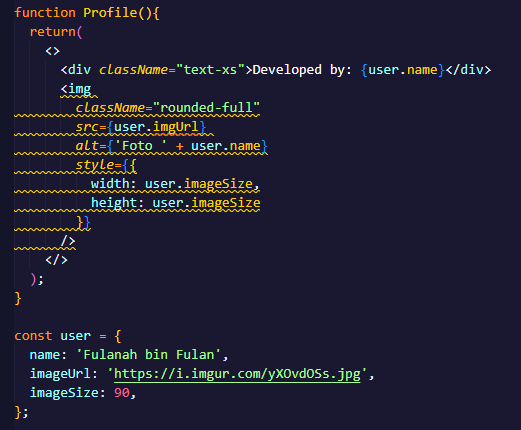 function Profile(){
  return(
    <>
      <div className="text-xs">Developed by: {user.name}</div>
      <img
        className="rounded-full"
        src={user.imgUrl}
        alt={'Foto ' + user.name}
        style={{
          width: user.imageSize,
          height: user.imageSize
        }}
      />
    </>
  );
}

const user = {
  name: 'Fulanah bin Fulan',
  imageUrl: 'https://i.imgur.com/yXOvdOSs.jpg',
  imageSize: 90,
};